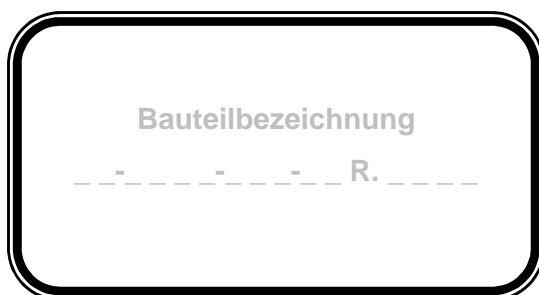 Bauteilbezeichnung
_ _-_ _ _ _-_ _ _-_ _ R. _ _ _ _